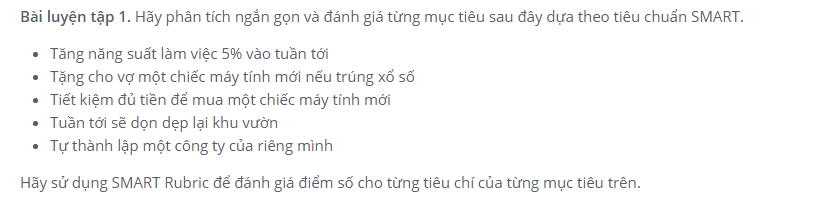 Bài luyện tập 1. Hãy phân tích ngắn gọn và đánh giá từng mục tiêu sau đây dựa theo tiêu chuẩn SMART.
• Tăng năng suất làm việc 5% vào tuần tới
• Tặng cho vợ một chiếc máy tính mới nếu trúng xổ số
• Tiết kiệm đủ tiền để mua một chiếc máy tính mới
• Tuần tới sẽ dọn dẹp lại khu vườn
• Tự thành lập một công ty của riêng mình
Hãy sử dụng SMART Rubric để đánh giá điểm số cho từng tiêu chí của từng mục tiêu trên.